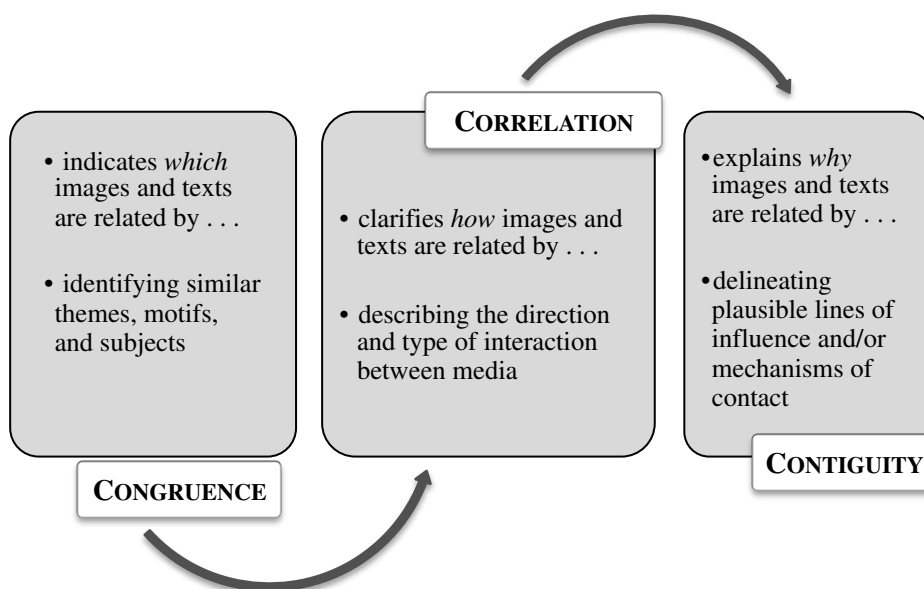 • indicates which
images and texts
are related by . . .
• identifying similar
themes, motifs,
and subjects
CONGRUENCE
CORRELATION
• clarifies how images and
texts are related by . . .
• describing the direction
and type of interaction
between media
•explains why
images and texts
are related by . . .
•delineating
plausible lines of
influence and/or
mechanisms of
contact
CONTIGUITY